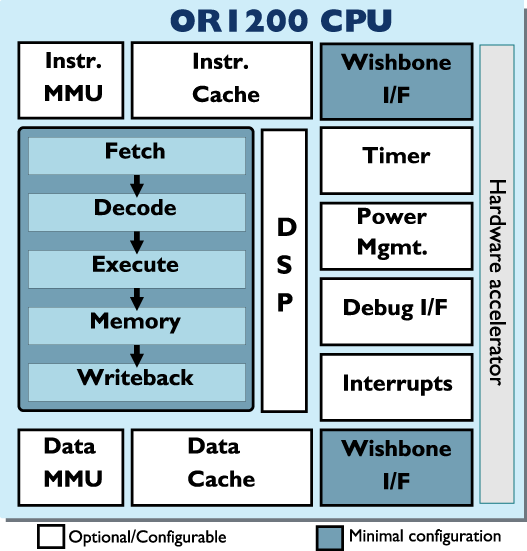 OR1200 CPU
Instr.
MMU
Instr.
Cache
Wishbone
I/F
Fetch
Decode
Execute
Memory
Writeback
D
S
P
Timer
Power
Mgmt.
Debug I/F
Interrupts
Hardware accelerator
Data
MMU
Data
Cache
Wishbone
I/F
Optional/Configurable
Minimal configuration